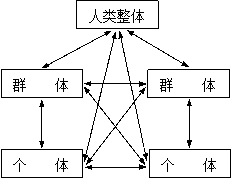 人类整体
群 体 群 体
个 体 个 体